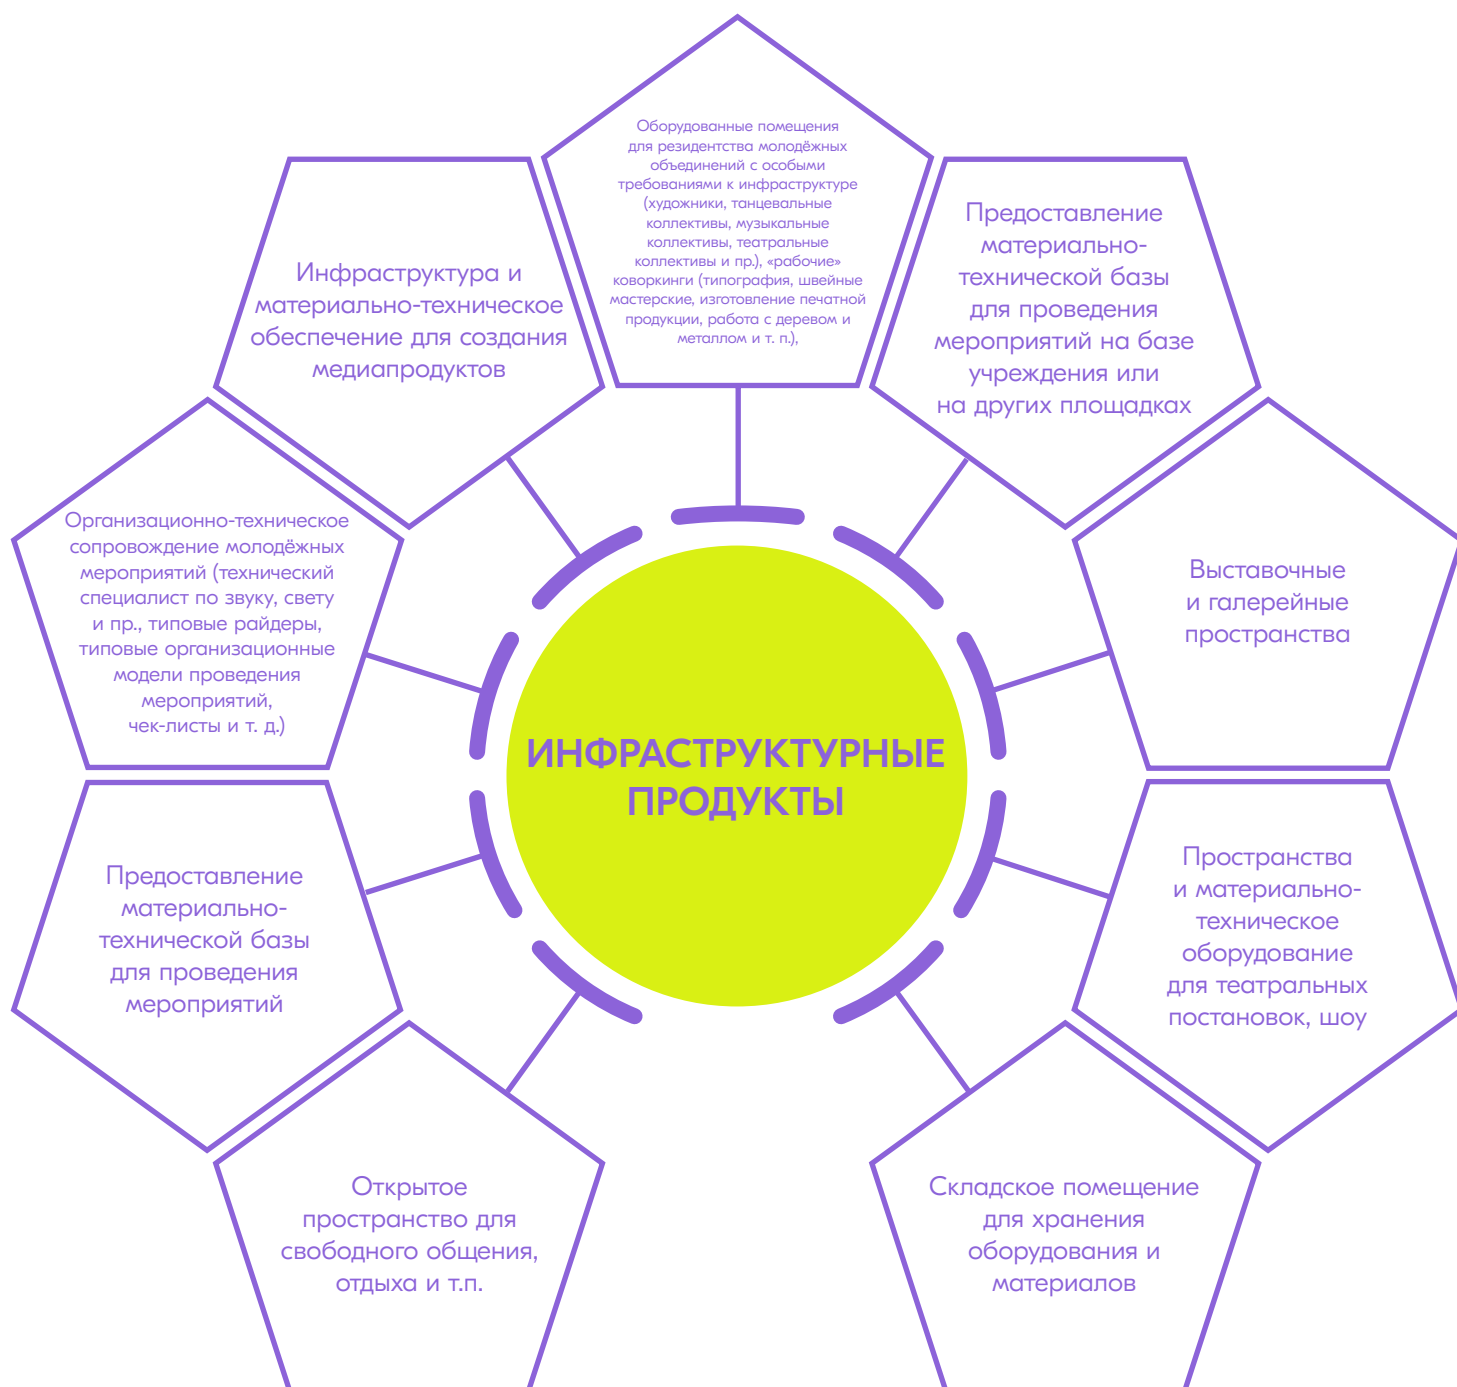 Оборудованные помещения
для резидентства молодёжных
объединений с особыми
требованиями к инфраструктуре
(художники, танцевальные
коллективы, музыкальные
коллективы, театральные
коллективы и пр.), «рабочие»
коворкинги (типография, швейные
мастерские, изготовление печатной
продукции, работа с деревом и
металлом и т. п.),
Инфраструктура и
материально-техническое
обеспечение для создания
медиапродуктов
Предоставление
материально-
технической базы
для проведения
мероприятий на базе
учреждения или
на других площадках
Организационно-техническое
сопровождение молодёжных
мероприятий (технический
специалист по звуку, свету
и пр., типовые райдеры,
типовые организационные
модели проведения
мероприятий,
чек-листы и т. д.)
Выставочные
и галерейные
пространства
ИНФРАСТРУКТУРНЫЕ
ПРОДУКТЫ
Предоставление
материально-
технической базы
для проведения
мероприятий
Пространства
и материально-
техническое
оборудование
для театральных
постановок, шоу
Открытое
пространство для
свободного общения,
отдыха и т.п.
Складское помещение
для хранения
оборудования и
материалов